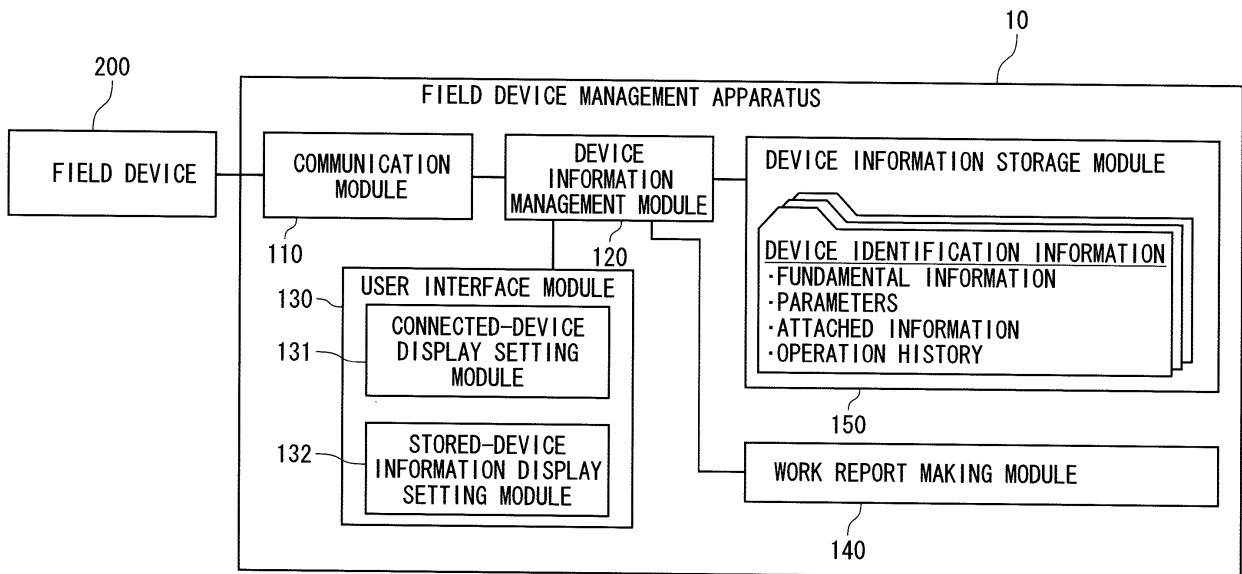 10
200
FIELD DEVICE MANAGEMENT APPARATUS
FIELD DEVICE
COMMUNICATION
MODULE
110
DEVICE
INFORMATION
MANAGEMENT MODULE
120
DEVICE INFORMATION STORAGE MODULE
DEVICE IDENTIFICATION INFORMATION
·FUNDAMENTAL INFORMATION
·PARAMETERS
·ATTACHED INFORMATION
·OPERATION HISTORY
150
130
USER INTERFACE MODULE
131
CONNECTED-DEVICE
DISPLAY SETTING
MODULE
132
STORED-DEVICE
INFORMATION DISPLAY
SETTING MODULE
WORK REPORT MAKING MODULE
140